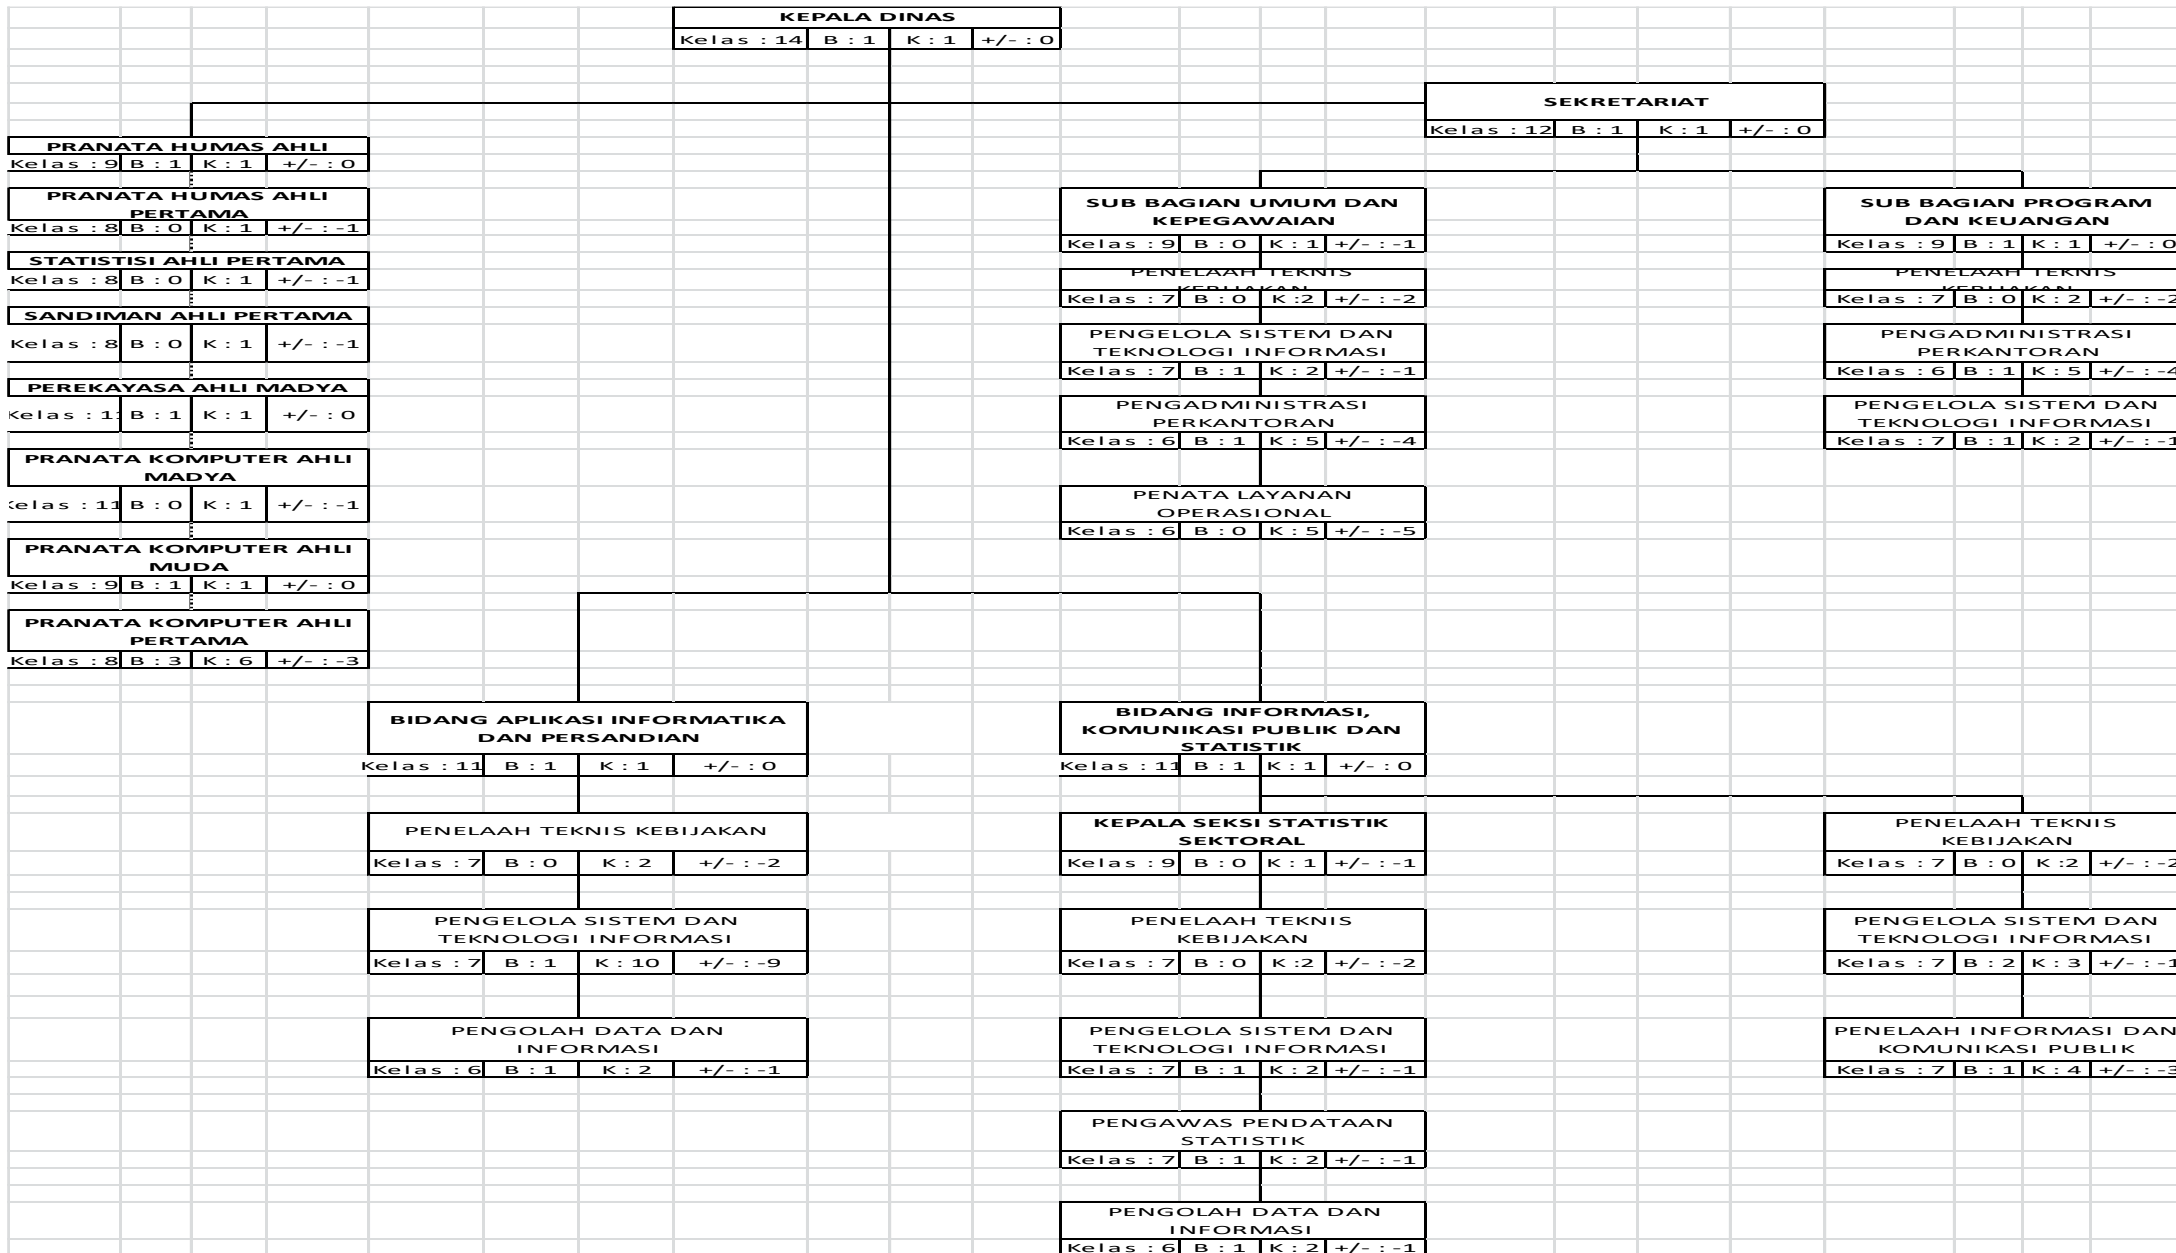 KEPALA DINAS
Kelas : 14 B : 1 K : 1 +/- : 0
SEKRETARIAT
Kelas : 12 B : 1 K : 1 +/- : 0
PRANATA HUMAS AHLI
Kelas : 9 B : 1 K : 1 +/- : 0
PRANATA HUMAS AHLI
PERTAMA
Kelas : 8 B : 0 K : 1 +/- : -1
STATISTISI AHLI PERTAMA
Kelas : 8 B : 0 K : 1 +/- : -1
SANDIMAN AHLI PERTAMA
Kelas : 8 B : 0 K : 1 +/- : -1
PEREKAYASA AHLI MADYA
Kelas : 11 B : 1 K : 1 +/- : 0
PRANATA KOMPUTER AHLI
MADYA
Kelas : 11 B : 0 K : 1 +/- : -1
PRANATA KOMPUTER AHLI
MUDA
Kelas : 9 B : 1 K : 1 +/- : 0
PRANATA KOMPUTER AHLI
PERTAMA
Kelas : 8 B : 3 K : 6 +/- : -3
SUB BAGIAN UMUM DAN
KEPEGAWAIAN
Kelas : 9 B : 0 K : 1 +/- : -1
PENELAAH TEKNIS
KEBIJAKAN
Kelas : 7 B : 0 K :2 +/- : -2
PENGELOLA SISTEM DAN
TEKNOLOGI INFORMASI
Kelas : 7 B : 1 K : 2 +/- : -1
PENGADMINISTRASI
PERKANTORAN
Kelas : 6 B : 1 K : 5 +/- : -4
PENATA LAYANAN
OPERASIONAL
Kelas : 6 B : 0 K : 5 +/- : -5
SUB BAGIAN PROGRAM
DAN KEUANGAN
Kelas : 9 B : 1 K : 1 +/- : 0
PENELAAH TEKNIS
KEBIJAKAN
Kelas : 7 B : 0 K : 2 +/- : -2
PENGADMINISTRASI
PERKANTORAN
Kelas : 6 B : 1 K : 5 +/- : -4
PENGELOLA SISTEM DAN
TEKNOLOGI INFORMASI
Kelas : 7 B : 1 K : 2 +/- : -1
BIDANG APLIKASI INFORMATIKA
DAN PERSANDIAN
Kelas : 11 B : 1 K : 1 +/- : 0
PENELAAH TEKNIS KEBIJAKAN
Kelas : 7 B : 0 K : 2 +/- : -2
PENGELOLA SISTEM DAN
TEKNOLOGI INFORMASI
Kelas : 7 B : 1 K : 10 +/- : -9
PENGOLAH DATA DAN
INFORMASI
Kelas : 6 B : 1 K : 2 +/- : -1
BIDANG INFORMASI,
KOMUNIKASI PUBLIK DAN
STATISTIK
Kelas : 11 B : 1 K : 1 +/- : 0
KEPALA SEKSI STATISTIK
SEKTORAL
Kelas : 9 B : 0 K : 1 +/- : -1
PENELAAH TEKNIS
KEBIJAKAN
Kelas : 7 B : 0 K :2 +/- : -2
PENGELOLA SISTEM DAN
TEKNOLOGI INFORMASI
Kelas : 7 B : 1 K : 2 +/- : -1
PENGAWAS PENDATAAN
STATISTIK
Kelas : 7 B : 1 K : 2 +/- : -1
PENGOLAH DATA DAN
INFORMASI
Kelas : 6 B : 1 K : 2 +/- : -1
PENELAAH TEKNIS
KEBIJAKAN
Kelas : 7 B : 0 K :2 +/- : -2
PENGELOLA SISTEM DAN
TEKNOLOGI INFORMASI
Kelas : 7 B : 2 K : 3 +/- : -1
PENELAAH INFORMASI DAN
KOMUNIKASI PUBLIK
Kelas : 7 B : 1 K : 4 +/- : -3